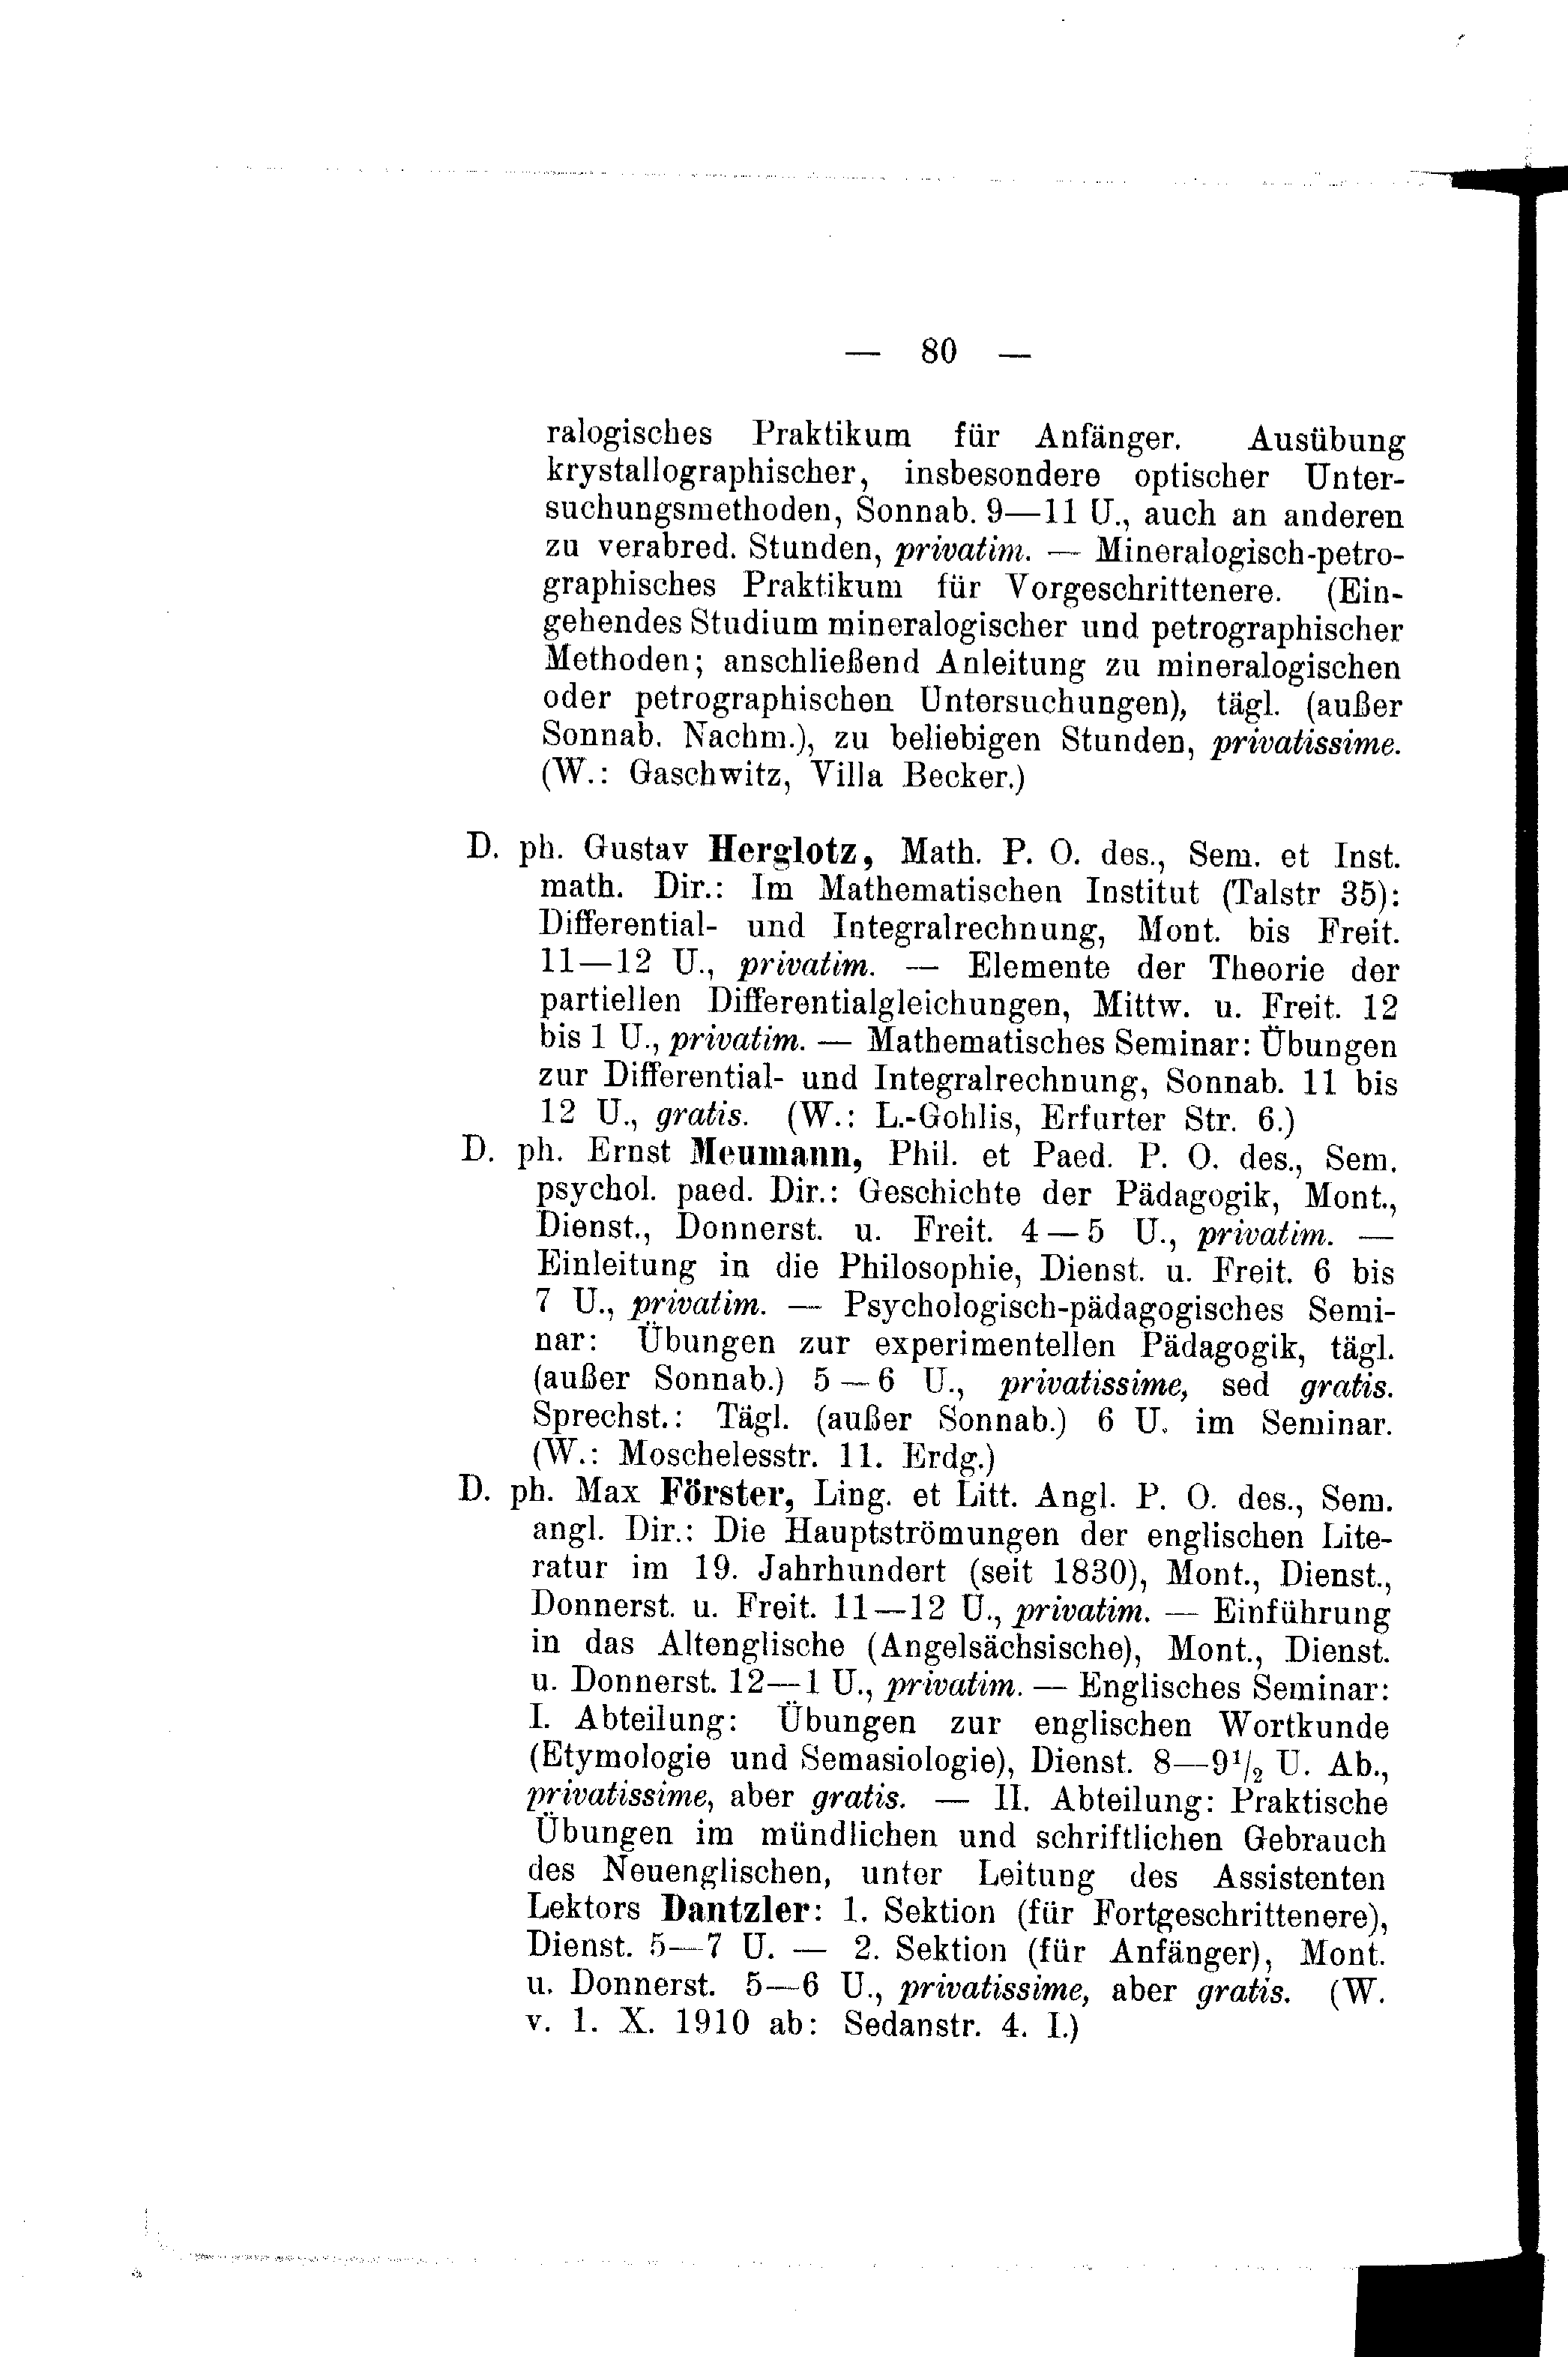 — 80 —
ralogisches Praktikum für Anfänger. Ausübung
krystallographischer, insbesondere optischer Unter-
suchungsmethoden, Sonnab. 9—11 U., auch an anderen
zu verabred. Stunden, privatim. — Mineralogisch-petro-
graphisches Praktikum für Vorgeschrittenere. (Ein-
gehendes Studium mineralogischer und petrographischer
Methoden; anschließend Anleitung zu mineralogischen
oder petrographischen Untersuchungen), tägl. (außer
Sonnab. Nachm.), zu beliebigen Stunden, privatissime.
(W.: Gaschwitz, Villa Becker.)
D. ph. Gustav Herglotz, Math. P. O. des., Sem. et Inst.
math. Dir.: Im Mathematischen Institut (Talstr 35):
Differential- und Integralrechnung, Mont. bis Freit.
11—12 U., privatim. — Elemente der Theorie der
partiellen Differentialgleichungen, Mittw. u. Freit. 12
bis 1 U., privatim. — Mathematisches Seminar: Übungen
zur Differential- und Integralrechnung, Sonnab. 11 bis
12 U., gratis. (W.: L.-Gohlis, Erfurter Str. 6.)
D. ph. Ernst Meumann, Phil. et Paed. P. O. des., Sem.
psychol. paed. Dir.: Geschichte der Pädagogik, Mont.,
Dienst., Donnerst. u. Freit. 4—5 U., privatim. —
Einleitung in die Philosophie, Dienst. u. Freit. 6 bis
7 U., privatim. — Psychologisch-pädagogisches Semi-
nar: Übungen zur experimentellen Pädagogik, tägl.
(außer Sonnab.) 5—6 U., privatissime, sed gratis.
Sprechst.: Tägl. (außer Sonnab.) 6 U. im Seminar.
(W.: Moschelesstr. 11. Erdg.)
D. ph. Max Förster, Ling. et Litt. Angl. P. O. des., Sem.
angl. Dir.: Die Hauptströmungen der englischen Lite-
ratur im 19. Jahrhundert (seit 1830), Mont., Dienst.,
Donnerst. u. Freit. 11—12 U., privatim. — Einführung
in das Altenglische (Angelsächsische), Mont., Dienst.
u. Donnerst. 12—1 U., privatim. — Englisches Seminar:
I. Abteilung: Übungen zur englischen Wortkunde
(Etymologie und Semasiologie), Dienst. 8—9½ U. Ab.,
privatissime, aber gratis. — II. Abteilung: Praktische
Übungen im mündlichen und schriftlichen Gebrauch
des Neuenglischen, unter Leitung des Assistenten
Lektors Dantzler: 1. Sektion (für Fortgeschrittenere),
Dienst. 5—7 U. — 2. Sektion (für Anfänger), Mont.
u. Donnerst. 5—6 U., privatissime, aber gratis. (W.
v. 1. X. 1910 ab: Sedanstr. 4. I.)